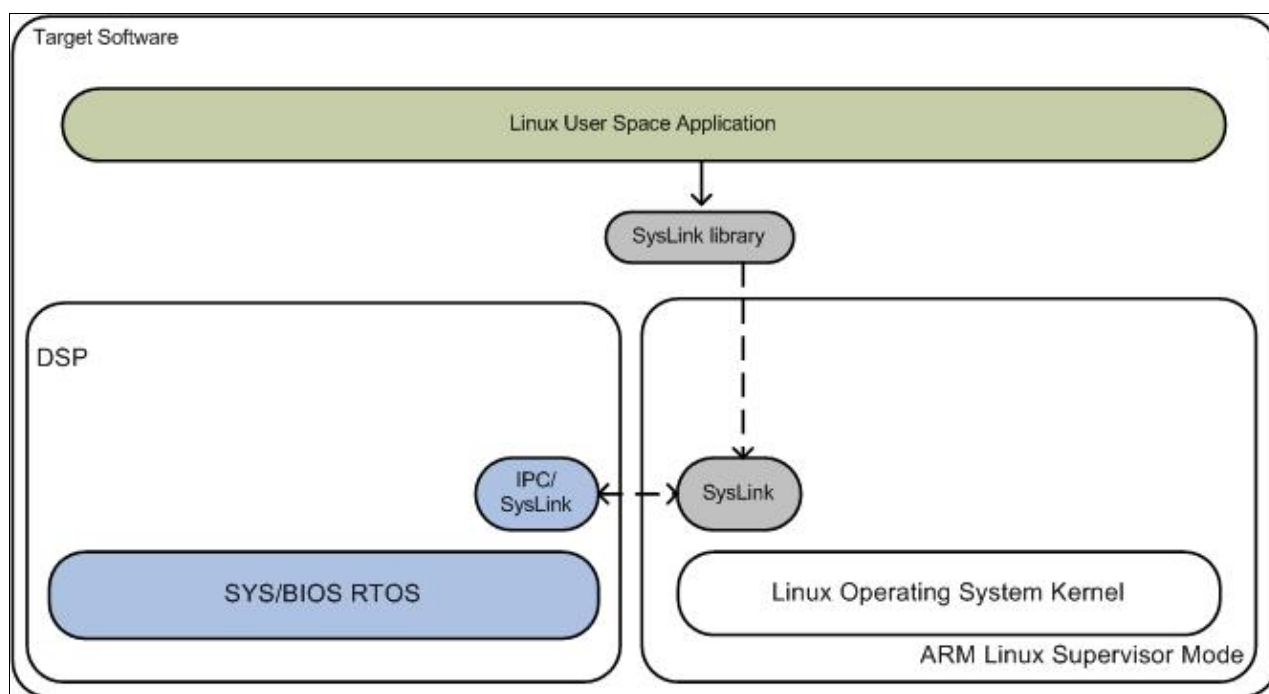 Target Software
Linux User Space Application
SysLink library
DSP
IPC/
SysLink
SysLink
SYS/BIOS RTOS
Linux Operating System Kernel
ARM Linux Supervisor Mode